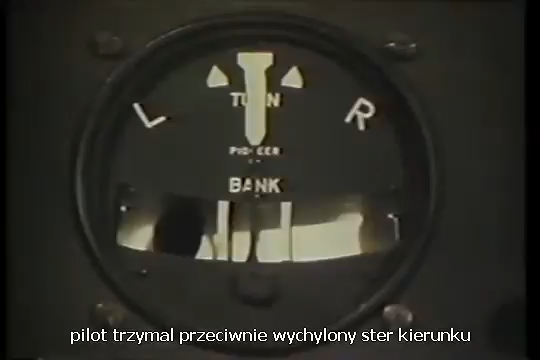 L R
TURN
PIONEER
BANK
pilot trzymal przeciwnie wychylony ster kierunku